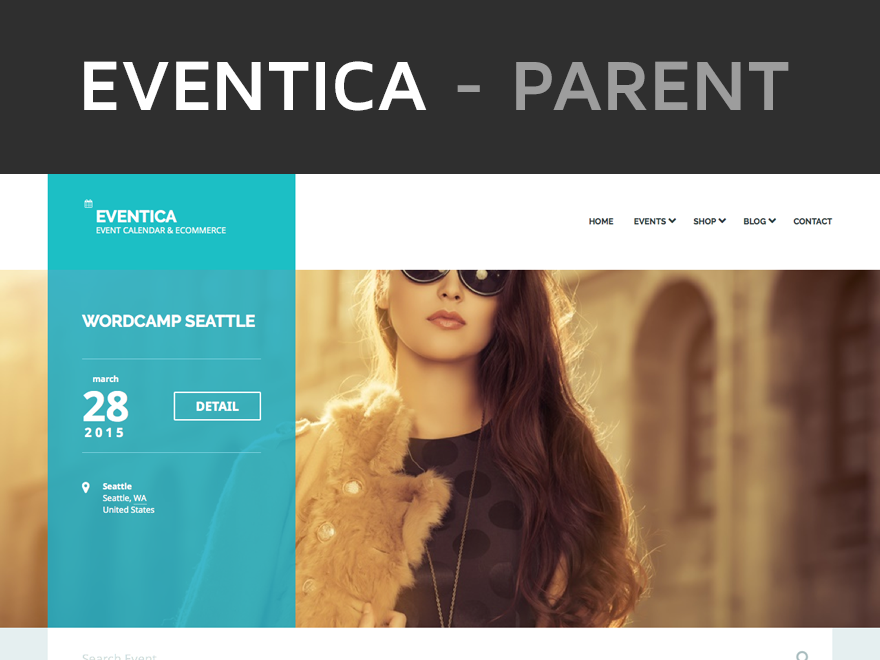 EVENTICA - PARENT
EVENTICA
EVENT CALENDAR & ECOMMERCE
HOME EVENTS SHOP BLOG CONTACT
WORDCAMP SEATTLE
march
28
2015
DETAIL
Seattle
Seattle, WA
United States
Search Event